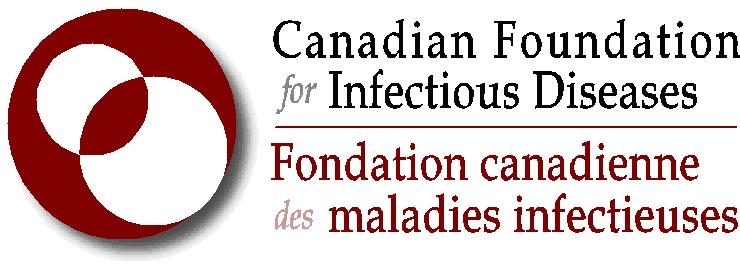 Canadian Foundation
for Infectious Diseases
Fondation canadienne
des maladies infectieuses